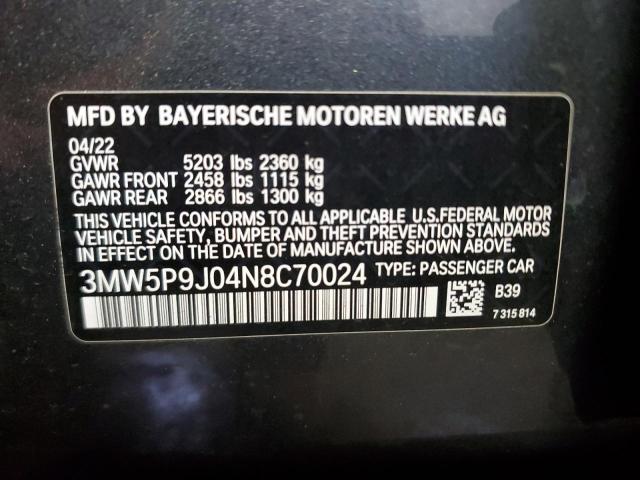 MFD BY BAYERISCHE MOTOREN WERKE AG
04/22
GVWR 5203 lbs 2360 kg
GAWR FRONT 2458 lbs 1115 kg
GAWR REAR 2866 lbs 1300 kg
THIS VEHICLE CONFORMS TO ALL APPLICABLE U.S.FEDERAL MOTOR
VEHICLE SAFETY, BUMPER AND THEFT PREVENTION STANDARDS
IN EFFECT ON THE DATE OF MANUFACTURE SHOWN ABOVE.
3MW5P9J04N8C70024 TYPE: PASSENGER CAR
B39
7 315 814